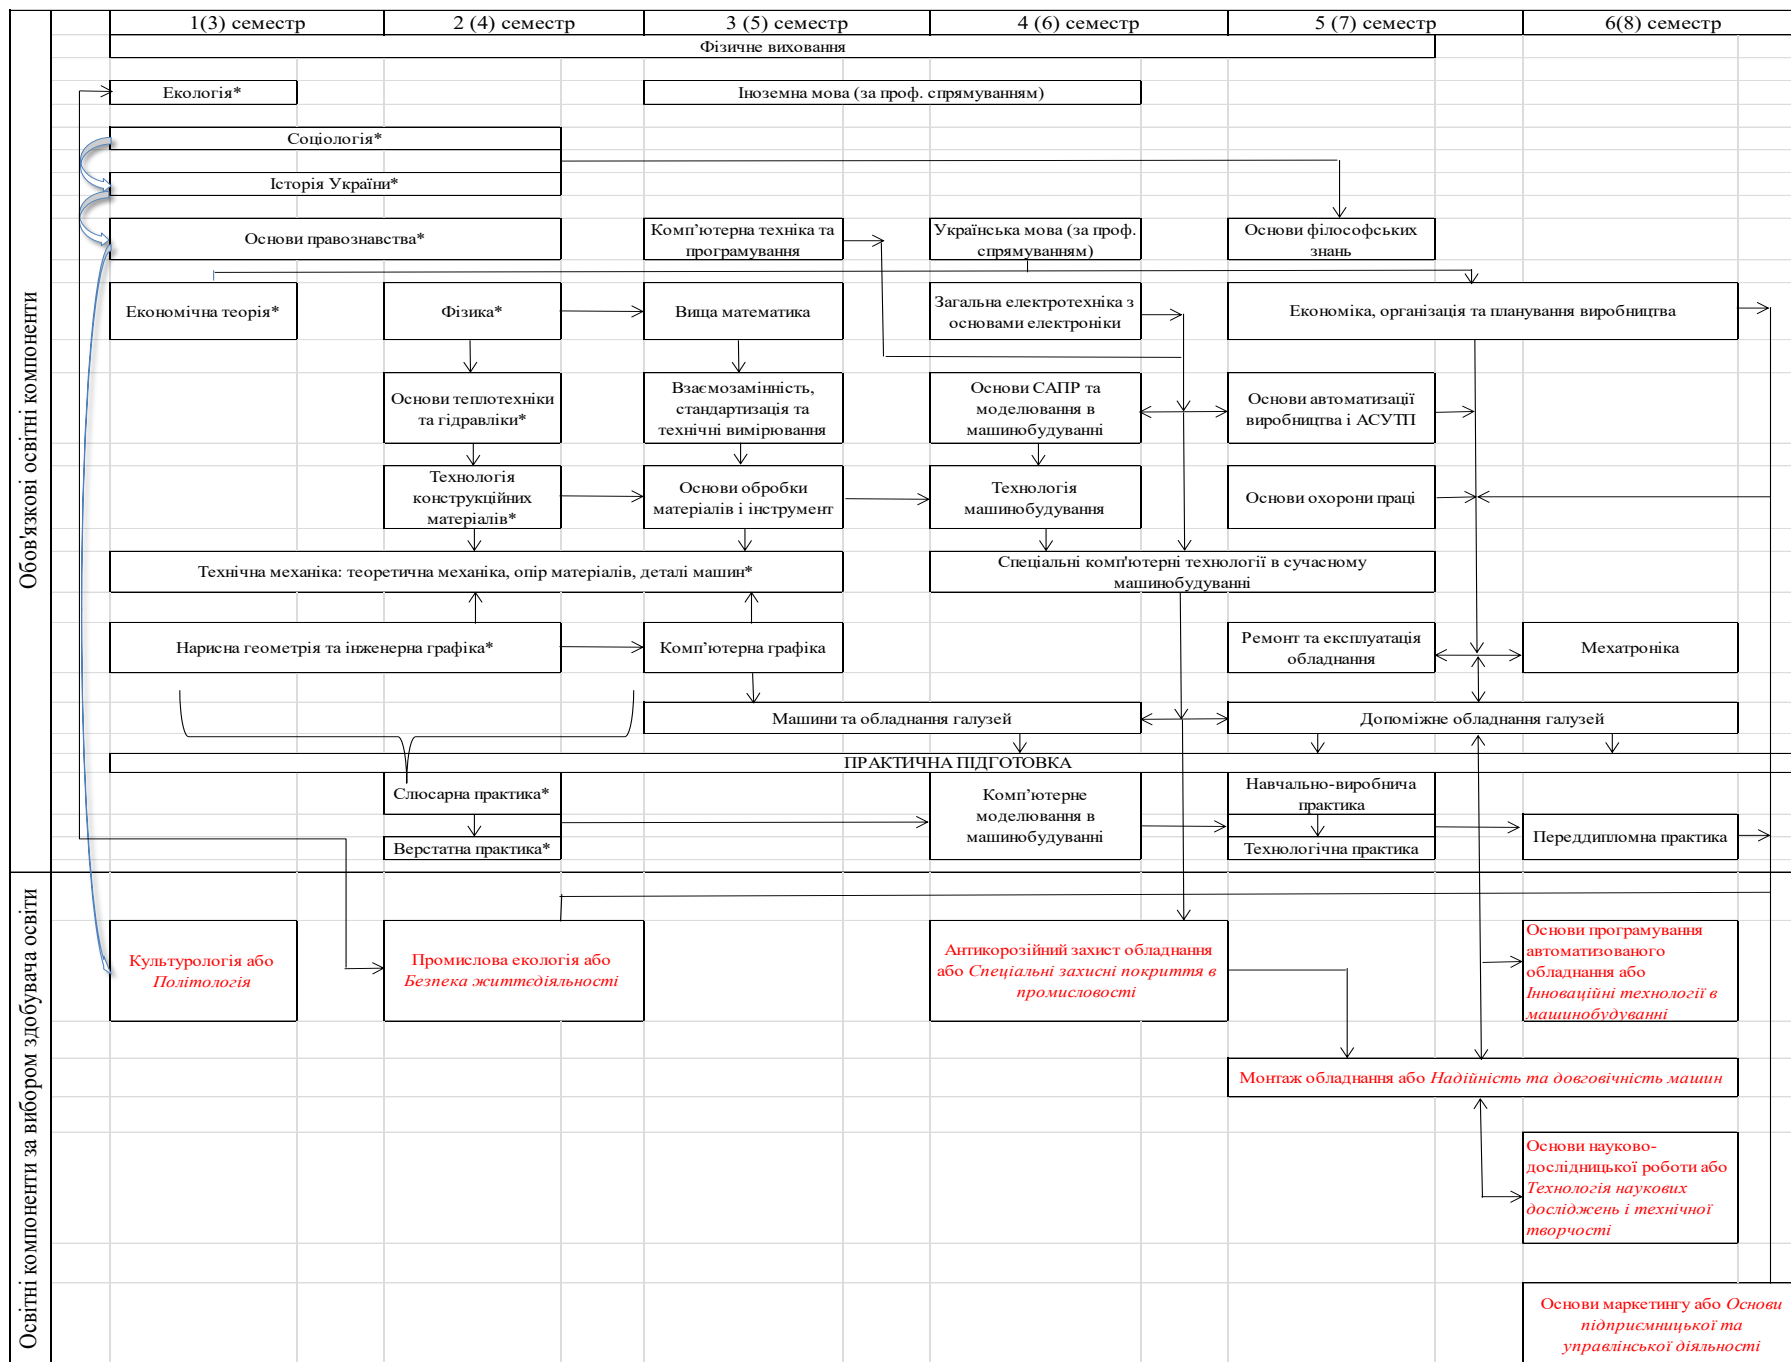 1(3) семестр
2 (4) семестр
3 (5) семестр
4 (6) семестр
5 (7) семестр
6(8) семестр
Обов'язкові освітні компоненти
Фізичне виховання
Екологія*
Іноземна мова (за проф. спрямуванням)
Соціологія*
Історія України*
Основи правознавства*
Комп’ютерна техніка та
програмування
Українська мова (за проф.
спрямуванням)
Основи філософських
знань
Економічна теорія*
Фізика*
Вища математика
Загальна електротехніка з
основами електроніки
Економіка, організація та планування виробництва
Основи теплотехніки
та гідравліки*
Взаємозамінність,
стандартизація та
технічні вимірювання
Основи САПР та
моделювання в
машинобудуванні
Основи автоматизації
виробництва і АСУТП
Технологія
конструкційних
матеріалів*
Основи обробки
матеріалів і інструмент
Технологія
машинобудування
Основи охорони праці
Технічна механіка: теоретична механіка, опір матеріалів, деталі машин*
Спеціальні комп'ютерні технології в сучасному
машинобудуванні
Нарисна геометрія та інженерна графіка*
Комп’ютерна графіка
Ремонт та експлуатація
обладнання
Мехатроніка
Машини та обладнання галузей
Допоміжне обладнання галузей
ПРАКТИЧНА ПІДГОТОВКА
Слюсарна практика*
Верстатна практика*
Комп’ютерне
моделювання в
машинобудуванні
Навчально-виробнича
практика
Технологічна практика
Переддипломна практика
Освітні компоненти за вибором здобувача освіти
Культурологія або
Політологія
Промислова екологія або
Безпека життєдіяльності
Антикорозійний захист обладнання
або Спеціальні захисні покриття в
промисловості
Основи програмування
автоматизованого
обладнання або
Інноваційні технології в
машинобудуванні
Монтаж обладнання або Надійність та довговічність машин
Основи науково-
дослідницької роботи або
Технологія наукових
досліджень і технічної
творчості
Основи маркетингу або Основи
підприємницької та
управлінської діяльності